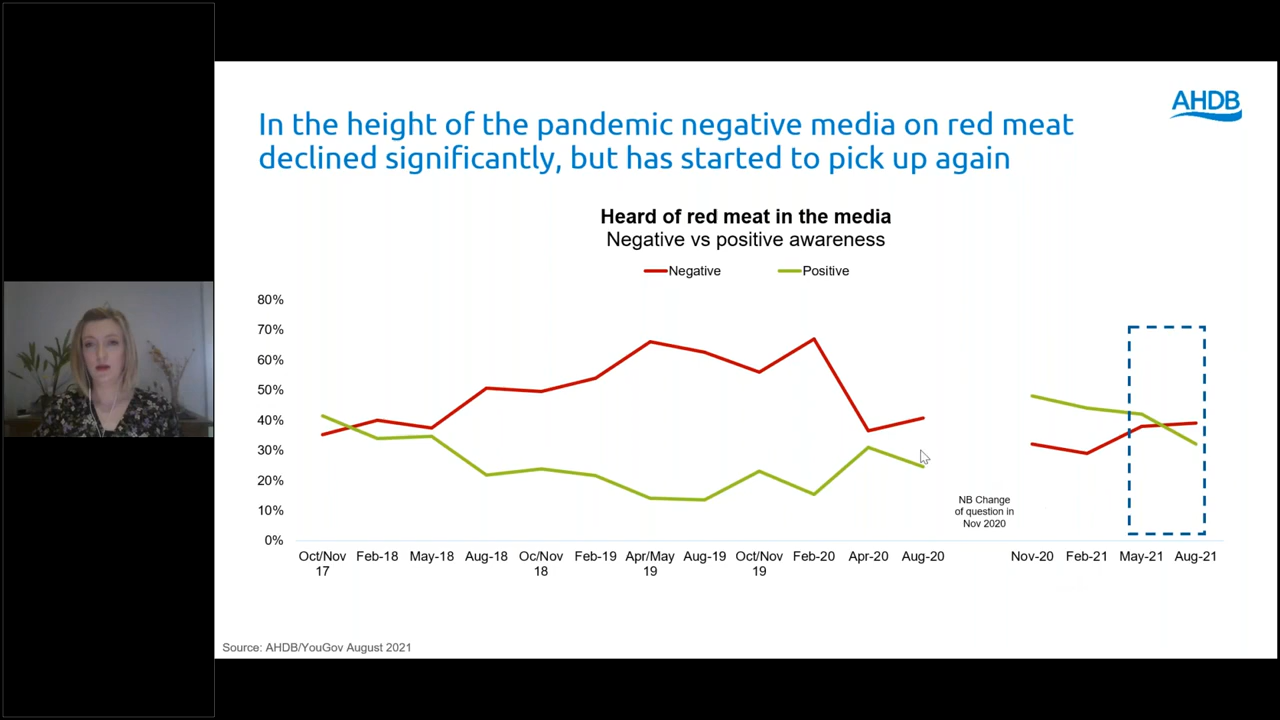 AHDB
In the height of the pandemic negative media on red meat
declined significantly, but has started to pick up again
Heard of red meat in the media
Negative vs positive awareness
Negative
Positive
80%
70%
60%
50%
40%
30%
20%
10%
0%
NB Change
of question in
Nov 2020
Oct/Nov
17
Feb-18
May-18
Aug-18
Oc/Nov
18
Feb-19
Apr/May
19
Aug-19
Oct/Nov
19
Feb-20
Apr-20
Aug-20
Nov-20
Feb-21
May-21
Aug-21
Source: AHDB/YouGov August 2021